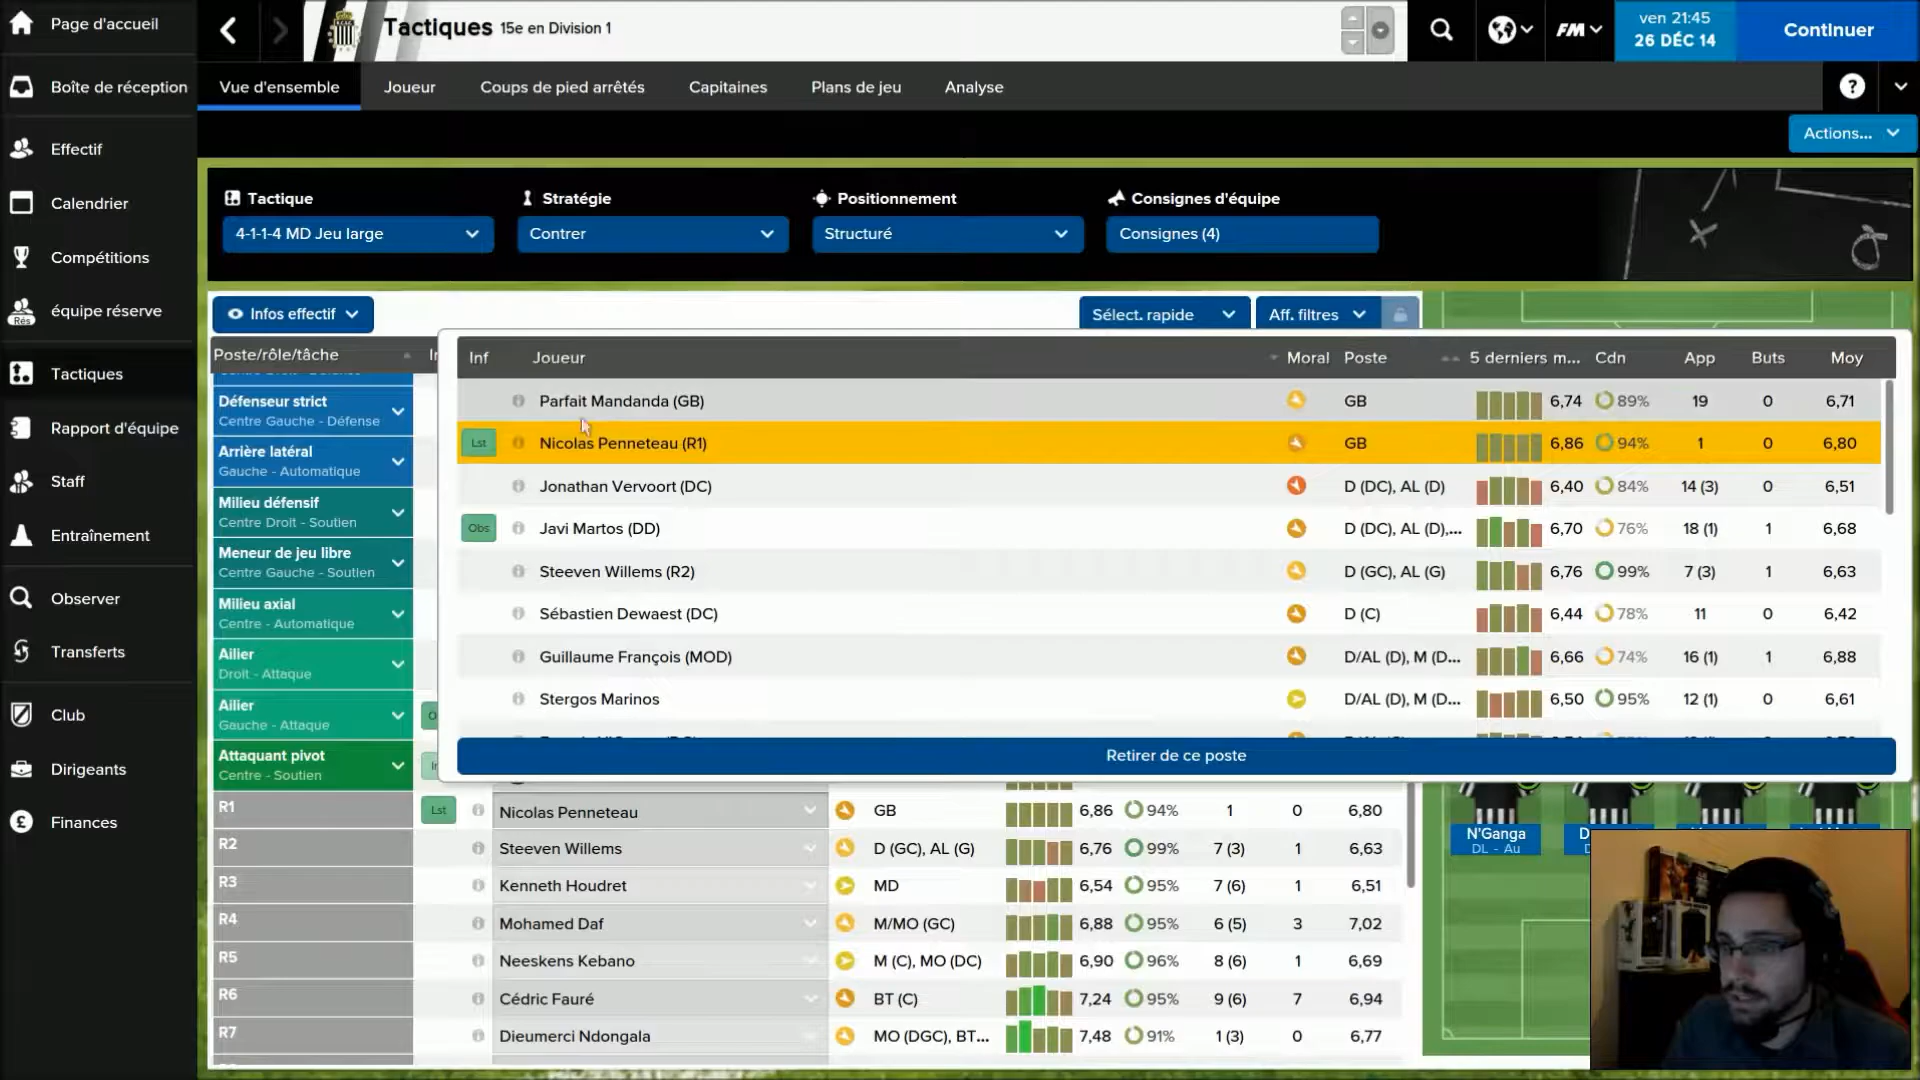 Page d'accueil
Tactiques 15e en Division 1
FM
ven 21:45
26 DÉC 14
Continuer
Boîte de réception
Vue d'ensemble Joueur Coups de pied arrêtés Capitaines Plans de jeu Analyse
?
Actions...
Effectif
Calendrier
Compétitions
Rés
équipe réserve
Tactiques
Rapport d'équipe
Staff
Entraînement
Observer
Transferts
Club
Dirigeants
£ Finances
Tactique Stratégie Positionnement Consignes d'équipe
4-1-1-4 MD Jeu large Contrer Structuré Consignes (4)
Infos effectif Sélect. rapide Aff. filtres
Poste/rôle/tâche
Défenseur strict
Centre Gauche - Défense
Arrière latéral
Gauche - Automatique
Milieu défensif
Centre Droit - Soutien
Meneur de jeu libre
Centre Gauche - Soutien
Milieu axial
Centre - Automatique
Ailier
Droit - Attaque
Ailier
Gauche - Attaque
Attaquant pivot
Centre - Soutien
Inf Joueur Moral Poste 5 derniers m... Cdn App Buts Moy
Parfait Mandanda (GB) GB 6,74 89% 19 0 6,71
Lst Nicolas Penneteau (R1) GB 6,86 94% 1 0 6,80
Jonathan Vervoort (DC) D (DC), AL (D) 6,40 84% 14 (3) 0 6,51
Obs Javi Martos (DD) D (DC), AL (D),... 6,70 76% 18 (1) 1 6,68
Steeven Willems (R2) D (GC), AL (G) 6,76 99% 7 (3) 1 6,63
Sébastien Dewaest (DC) D (C) 6,44 78% 11 0 6,42
Guillaume François (MOD) D/AL (D), M (D... 6,66 74% 16 (1) 1 6,88
Stergos Marinos D/AL (D), M (D... 6,50 95% 12 (1) 0 6,61
Retirer de ce poste
R1 Lst Nicolas Penneteau GB 6,86 94% 1 0 6,80
R2 Steeven Willems D (GC), AL (G) 6,76 99% 7 (3) 1 6,63
R3 Kenneth Houdret MD 6,54 95% 7 (6) 1 6,51
R4 Mohamed Daf M/MO (GC) 6,88 95% 6 (5) 3 7,02
R5 Neeskens Kebano M (C), MO (DC) 6,90 96% 8 (6) 1 6,69
R6 Cédric Fauré BT (C) 7,24 95% 9 (6) 7 6,94
R7 Dieumerci Ndongala MO (DGC), BT... 7,48 91% 1 (3) 0 6,77
N'Ganga
DL - Au